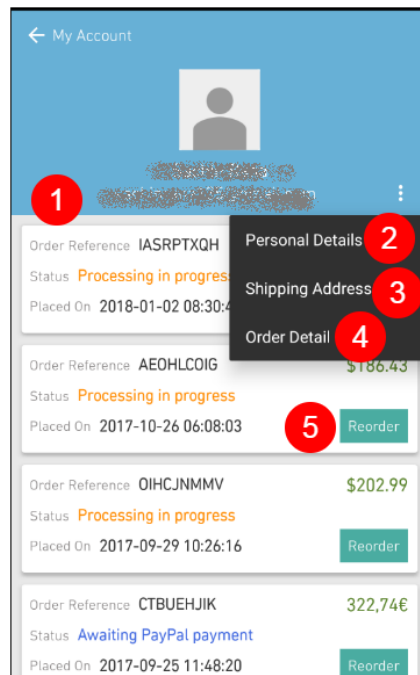 My Account
1
Order Reference IASRPTXQH
Personal Details 2
Status Processing in progress
Shipping Address 3
Placed On 2018-01-02 08:30:4
Order Detail 4
Order Reference AEOHLCOIG $186.43
Status Processing in progress
Placed On 2017-10-26 06:08:03 5 Reorder
Order Reference OIHCJNMMV $202.99
Status Processing in progress
Placed On 2017-09-29 10:26:16 Reorder
Order Reference CTBUEHJIK 322,74€
Status Awaiting PayPal payment
Placed On 2017-09-25 11:48:20 Reorder